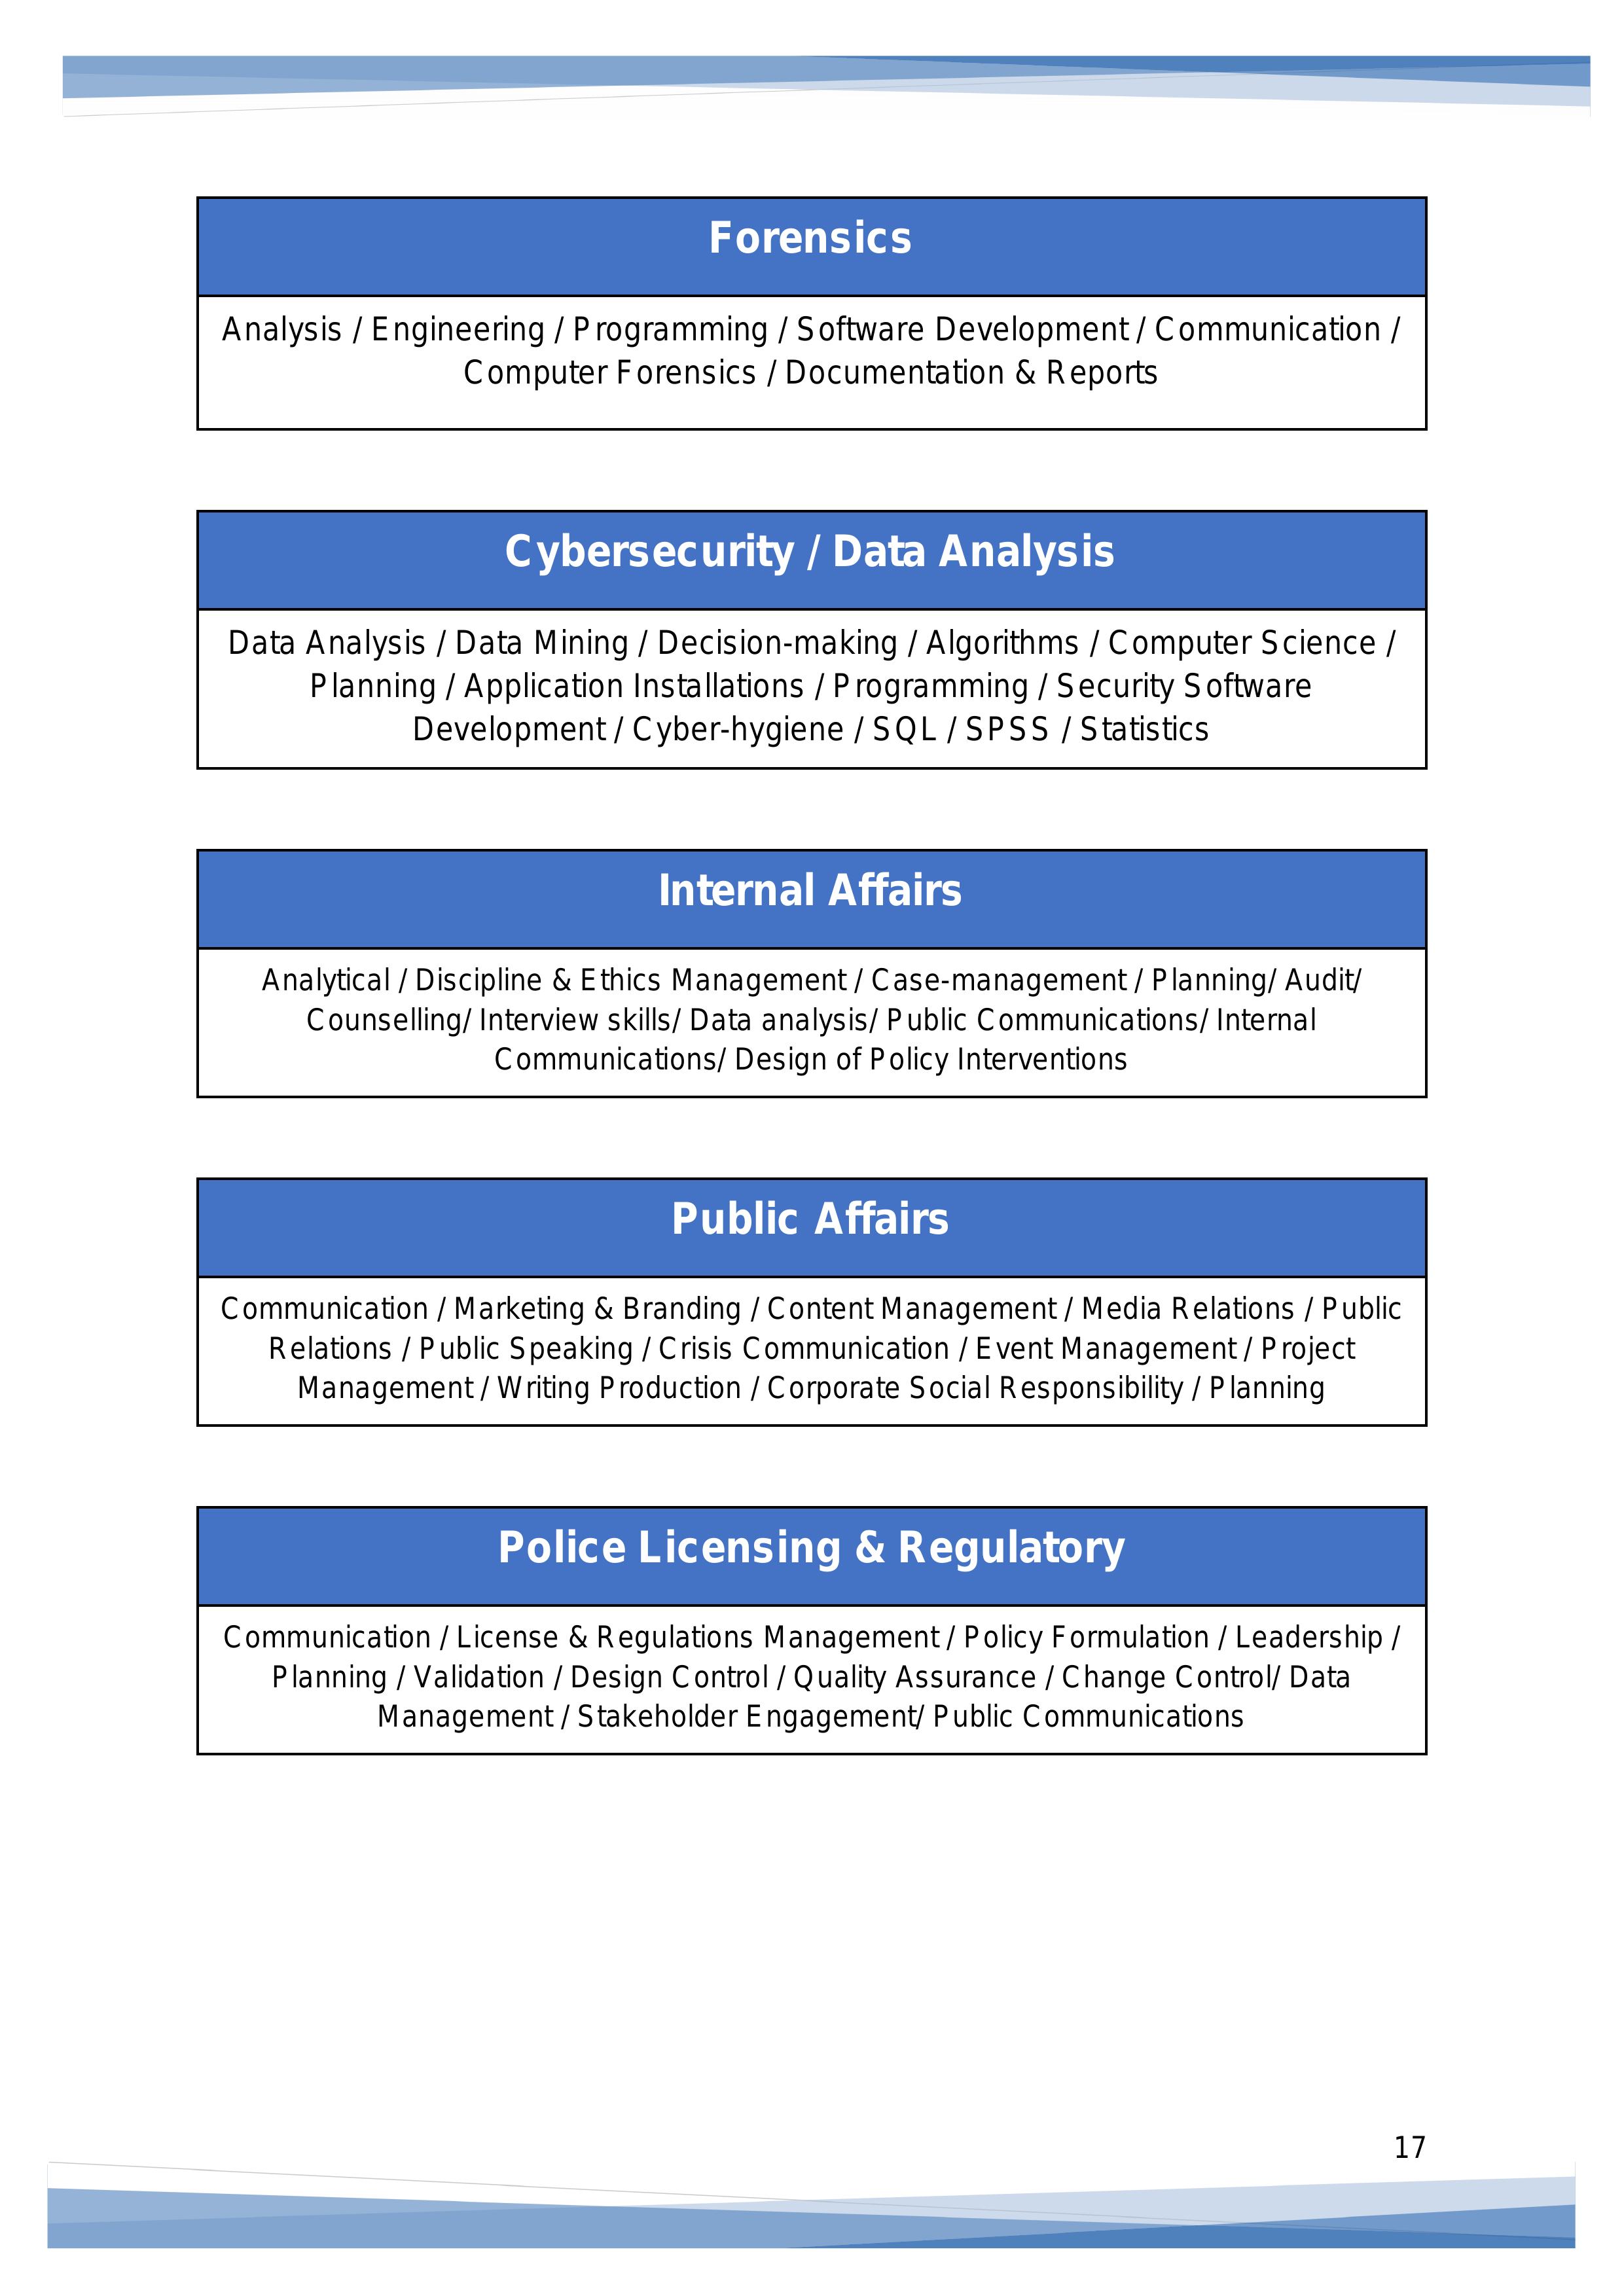 Forensics
Analysis / Engineering / Programming / Software Development / Communication /
Computer Forensics / Documentation & Reports
Cybersecurity / Data Analysis
Data Analysis / Data Mining / Decision-making / Algorithms / Computer Science /
Planning / Application Installations / Programming / Security Software
Development / Cyber-hygiene / SQL / SPSS / Statistics
Internal Affairs
Analytical / Discipline & Ethics Management / Case-management / Planning/ Audit/
Counselling/ Interview skills/ Data analysis/ Public Communications/ Internal
Communications/ Design of Policy Interventions
Public Affairs
Communication / Marketing & Branding / Content Management / Media Relations / Public
Relations / Public Speaking / Crisis Communication / Event Management / Project
Management / Writing Production / Corporate Social Responsibility / Planning
Police Licensing & Regulatory
Communication / License & Regulations Management / Policy Formulation / Leadership /
Planning / Validation / Design Control / Quality Assurance / Change Control/ Data
Management / Stakeholder Engagement/ Public Communications
17